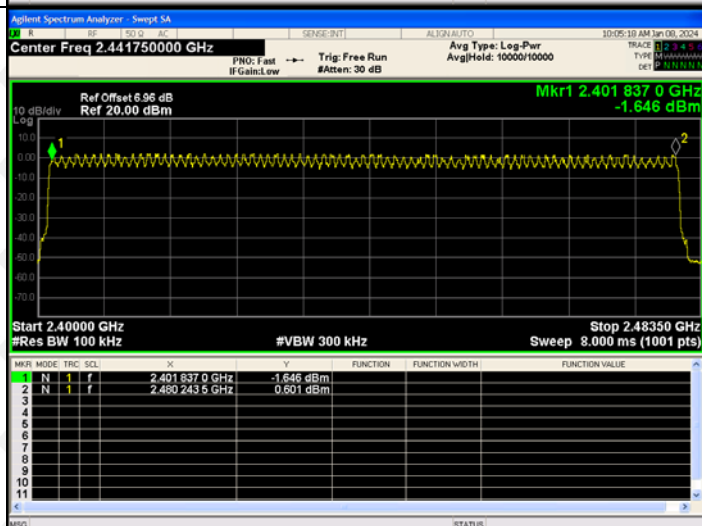 Agilent Spectrum Analyzer - Swept SA
LXI R RF 50 Ω AC SENSE:INT ALIGN AUTO 10:05:18 AM Jan 08, 2024
Center Freq 2.441750000 GHz Avg Type: Log-Pwr TRACE 1 2 3 4 5 6
PNO: Fast Trig: Free Run Avg|Hold: 10000/10000 TYPE M
IFGain:Low #Atten: 30 dB DET P N N N N N
Mkr1 2.401 837 0 GHz
Ref Offset 6.96 dB
10 dB/div Ref 20.00 dBm -1.646 dBm
Log
10.0
0.00
-10.0
-20.0
-30.0
-40.0
-50.0
-60.0
-70.0
1
2
Start 2.40000 GHz Stop 2.48350 GHz
#Res BW 100 kHz #VBW 300 kHz Sweep 8.000 ms (1001 pts)
MKR MODE TRC SCL X Y FUNCTION FUNCTION WIDTH FUNCTION VALUE
1 N 1 f 2.401 837 0 GHz -1.646 dBm
2 N 1 f 2.480 243 5 GHz 0.601 dBm
3
4
5
6
7
8
9
10
11
MSG STATUS